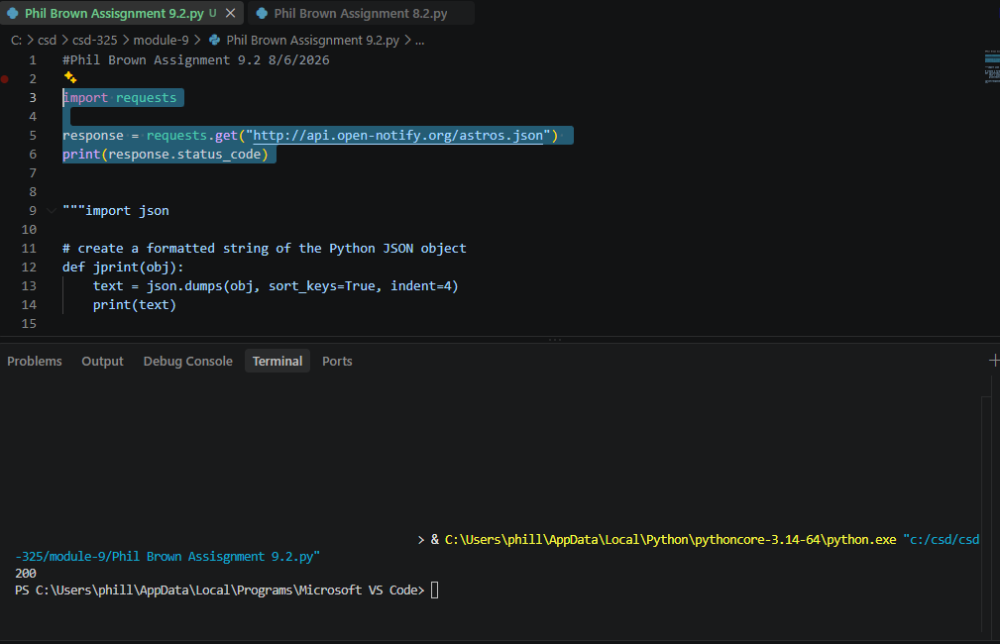 Phil Brown Assisgnment 9.2.py U Phil Brown Assignment 8.2.py
C: > csd > csd-325 > module-9 > Phil Brown Assisgnment 9.2.py > ...
1 #Phil Brown Assignment 9.2 8/6/2026
2
3 import requests
4
5 response = requests.get("http://api.open-notify.org/astros.json")
6 print(response.status_code)
7
8
9 """import json
10
11 # create a formatted string of the Python JSON object
12 def jprint(obj):
13     text = json.dumps(obj, sort_keys=True, indent=4)
14     print(text)
15
Problems Output Debug Console Terminal Ports
> & C:\Users\phill\AppData\Local\Python\pythoncore-3.14-64\python.exe "c:/csd/csd
-325/module-9/Phil Brown Assisgnment 9.2.py"
200
PS C:\Users\phill\AppData\Local\Programs\Microsoft VS Code>